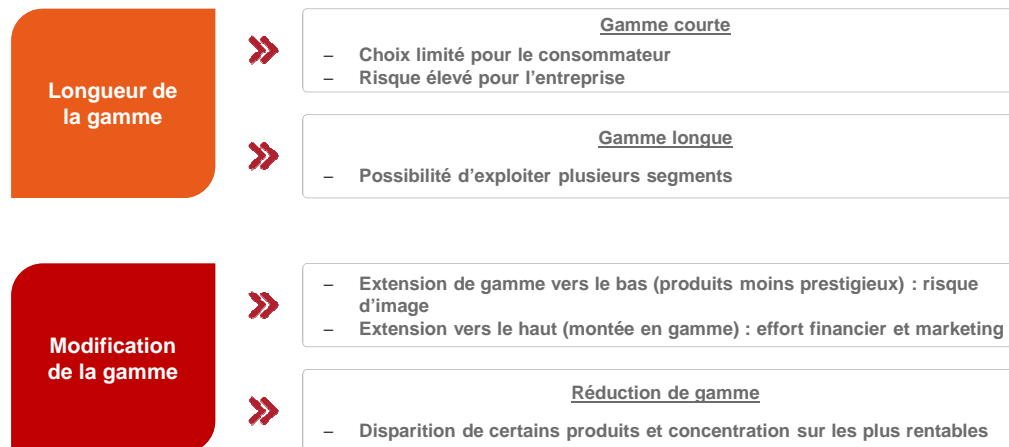 Longueur de
la gamme
Gamme courte
– Choix limité pour le consommateur
– Risque élevé pour l'entreprise
Gamme longue
– Possibilité d'exploiter plusieurs segments
Modification
de la gamme
– Extension de gamme vers le bas (produits moins prestigieux) : risque
d'image
– Extension vers le haut (montée en gamme) : effort financier et marketing
Réduction de gamme
– Disparition de certains produits et concentration sur les plus rentables